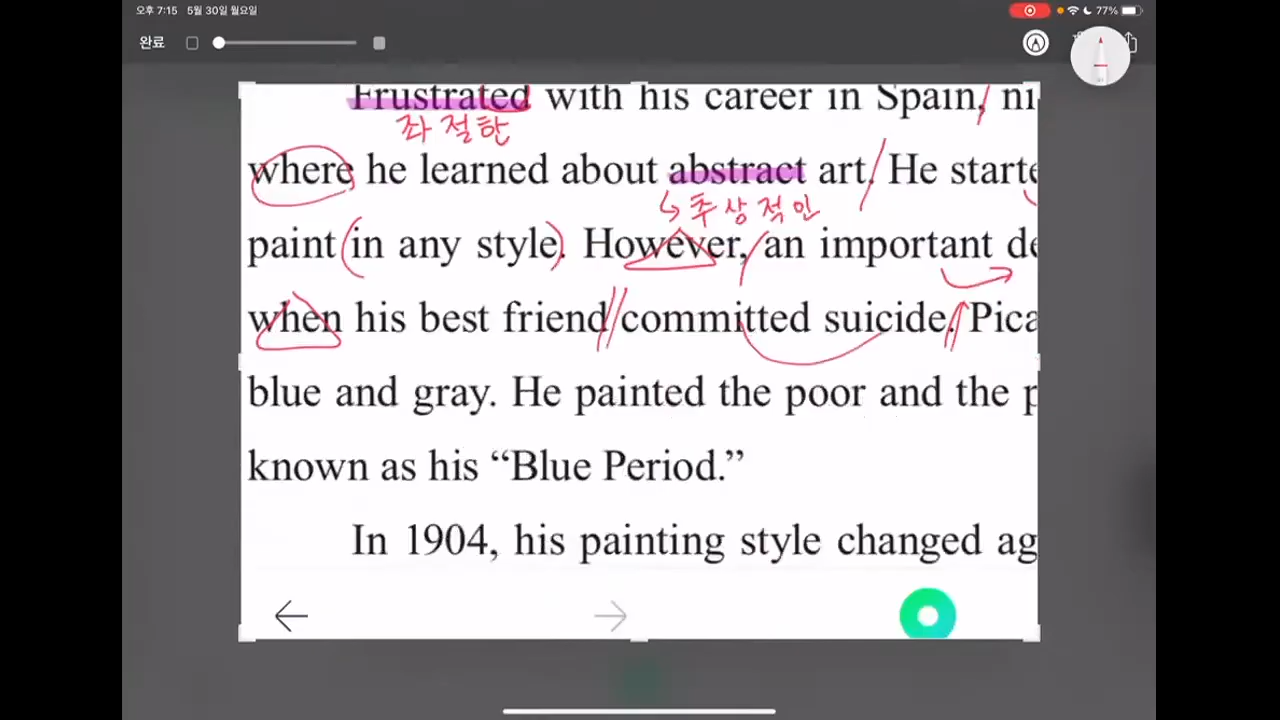 오후 7:15 5월 30일 월요일
77%
완료
Frustrated with his career in Spain, ni
좌절한
where he learned about abstract art. He starte
↳ 추상적인
paint (in any style). However, an important de
when his best friend // committed suicide. Pica
blue and gray. He painted the poor and the p
known as his “Blue Period.”
In 1904, his painting style changed ag